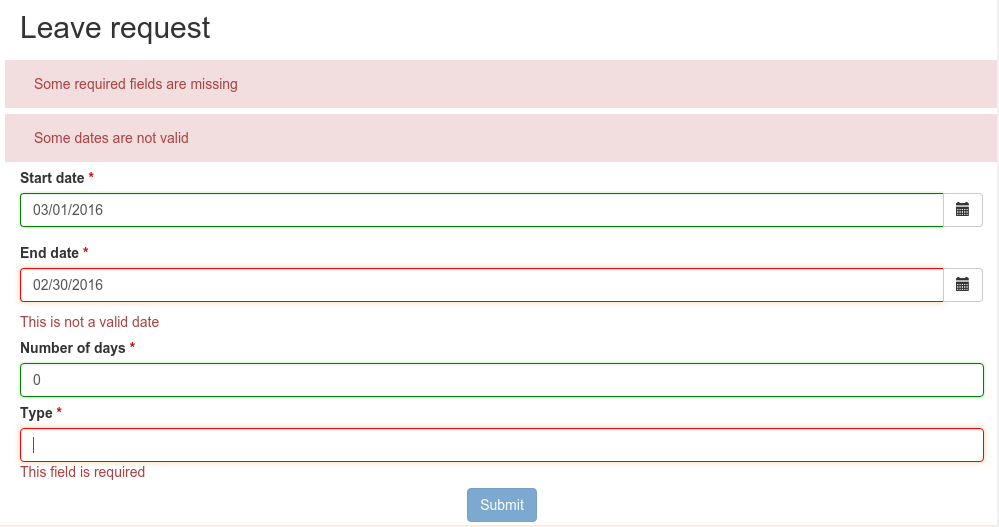 Leave request
Some required fields are missing
Some dates are not valid
Start date *
03/01/2016
End date *
02/30/2016
This is not a valid date
Number of days *
0
Type *
This field is required
Submit